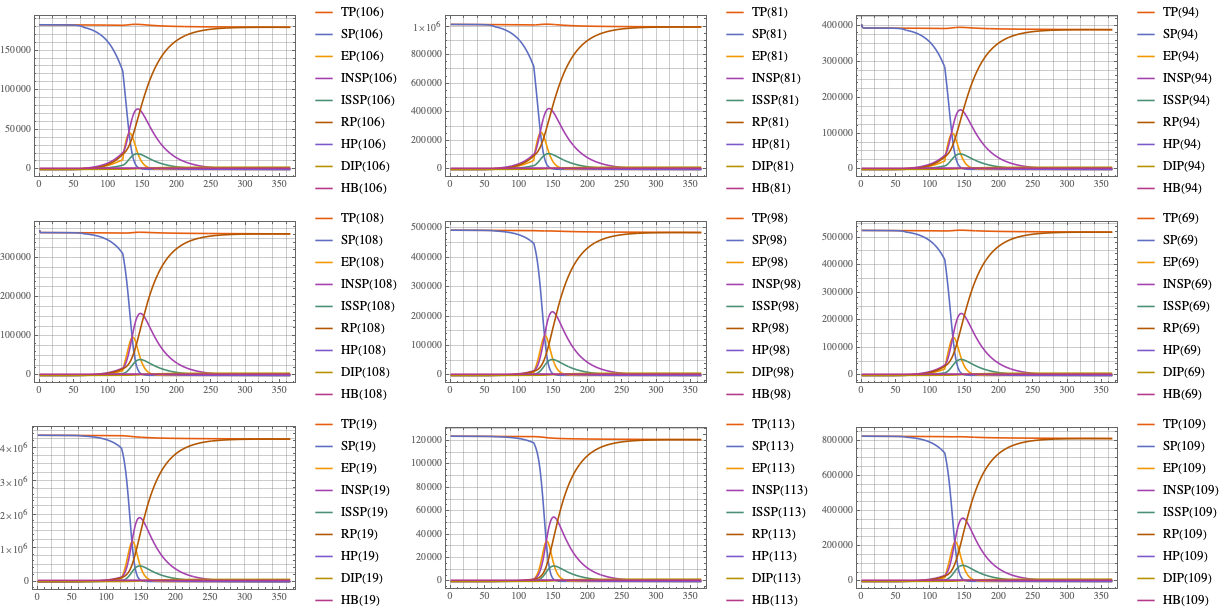 150000
100000
50000
0
0 50 100 150 200 250 300 350
TP(106)
SP(106)
EP(106)
INSP(106)
ISSP(106)
RP(106)
HP(106)
DIP(106)
HB(106)
1×10⁶
800000
600000
400000
200000
0
0 50 100 150 200 250 300 350
TP(81)
SP(81)
EP(81)
INSP(81)
ISSP(81)
RP(81)
HP(81)
DIP(81)
HB(81)
400000
300000
200000
100000
0
0 50 100 150 200 250 300 350
TP(94)
SP(94)
EP(94)
INSP(94)
ISSP(94)
RP(94)
HP(94)
DIP(94)
HB(94)
300000
200000
100000
0
0 50 100 150 200 250 300 350
TP(108)
SP(108)
EP(108)
INSP(108)
ISSP(108)
RP(108)
HP(108)
DIP(108)
HB(108)
500000
400000
300000
200000
100000
0
0 50 100 150 200 250 300 350
TP(98)
SP(98)
EP(98)
INSP(98)
ISSP(98)
RP(98)
HP(98)
DIP(98)
HB(98)
500000
400000
300000
200000
100000
0
0 50 100 150 200 250 300 350
TP(69)
SP(69)
EP(69)
INSP(69)
ISSP(69)
RP(69)
HP(69)
DIP(69)
HB(69)
4×10⁶
3×10⁶
2×10⁶
1×10⁶
0
0 50 100 150 200 250 300 350
TP(19)
SP(19)
EP(19)
INSP(19)
ISSP(19)
RP(19)
HP(19)
DIP(19)
HB(19)
120000
100000
80000
60000
40000
20000
0
0 50 100 150 200 250 300 350
TP(113)
SP(113)
EP(113)
INSP(113)
ISSP(113)
RP(113)
HP(113)
DIP(113)
HB(113)
800000
600000
400000
200000
0
0 50 100 150 200 250 300 350
TP(109)
SP(109)
EP(109)
INSP(109)
ISSP(109)
RP(109)
HP(109)
DIP(109)
HB(109)